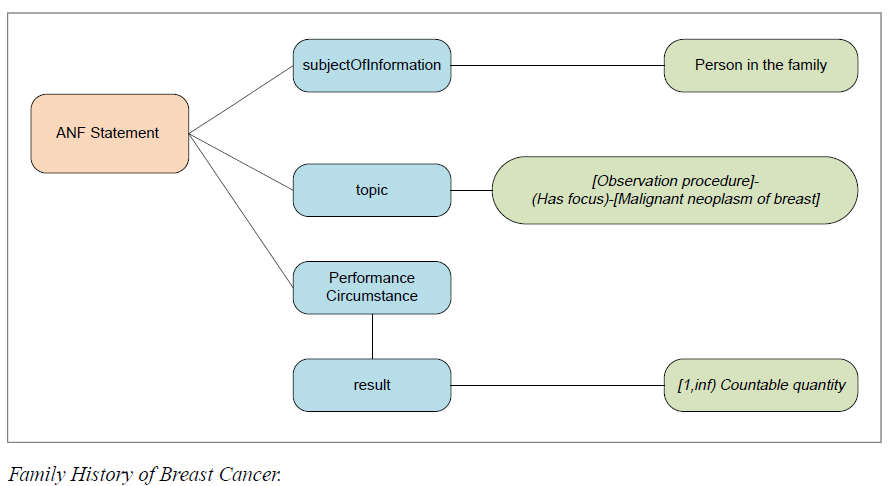 subjectOfInformation
Person in the family
ANF Statement
topic
[Observation procedure]-
(Has focus)-[Malignant neoplasm of breast]
Performance
Circumstance
result
[1,inf) Countable quantity
Family History of Breast Cancer.